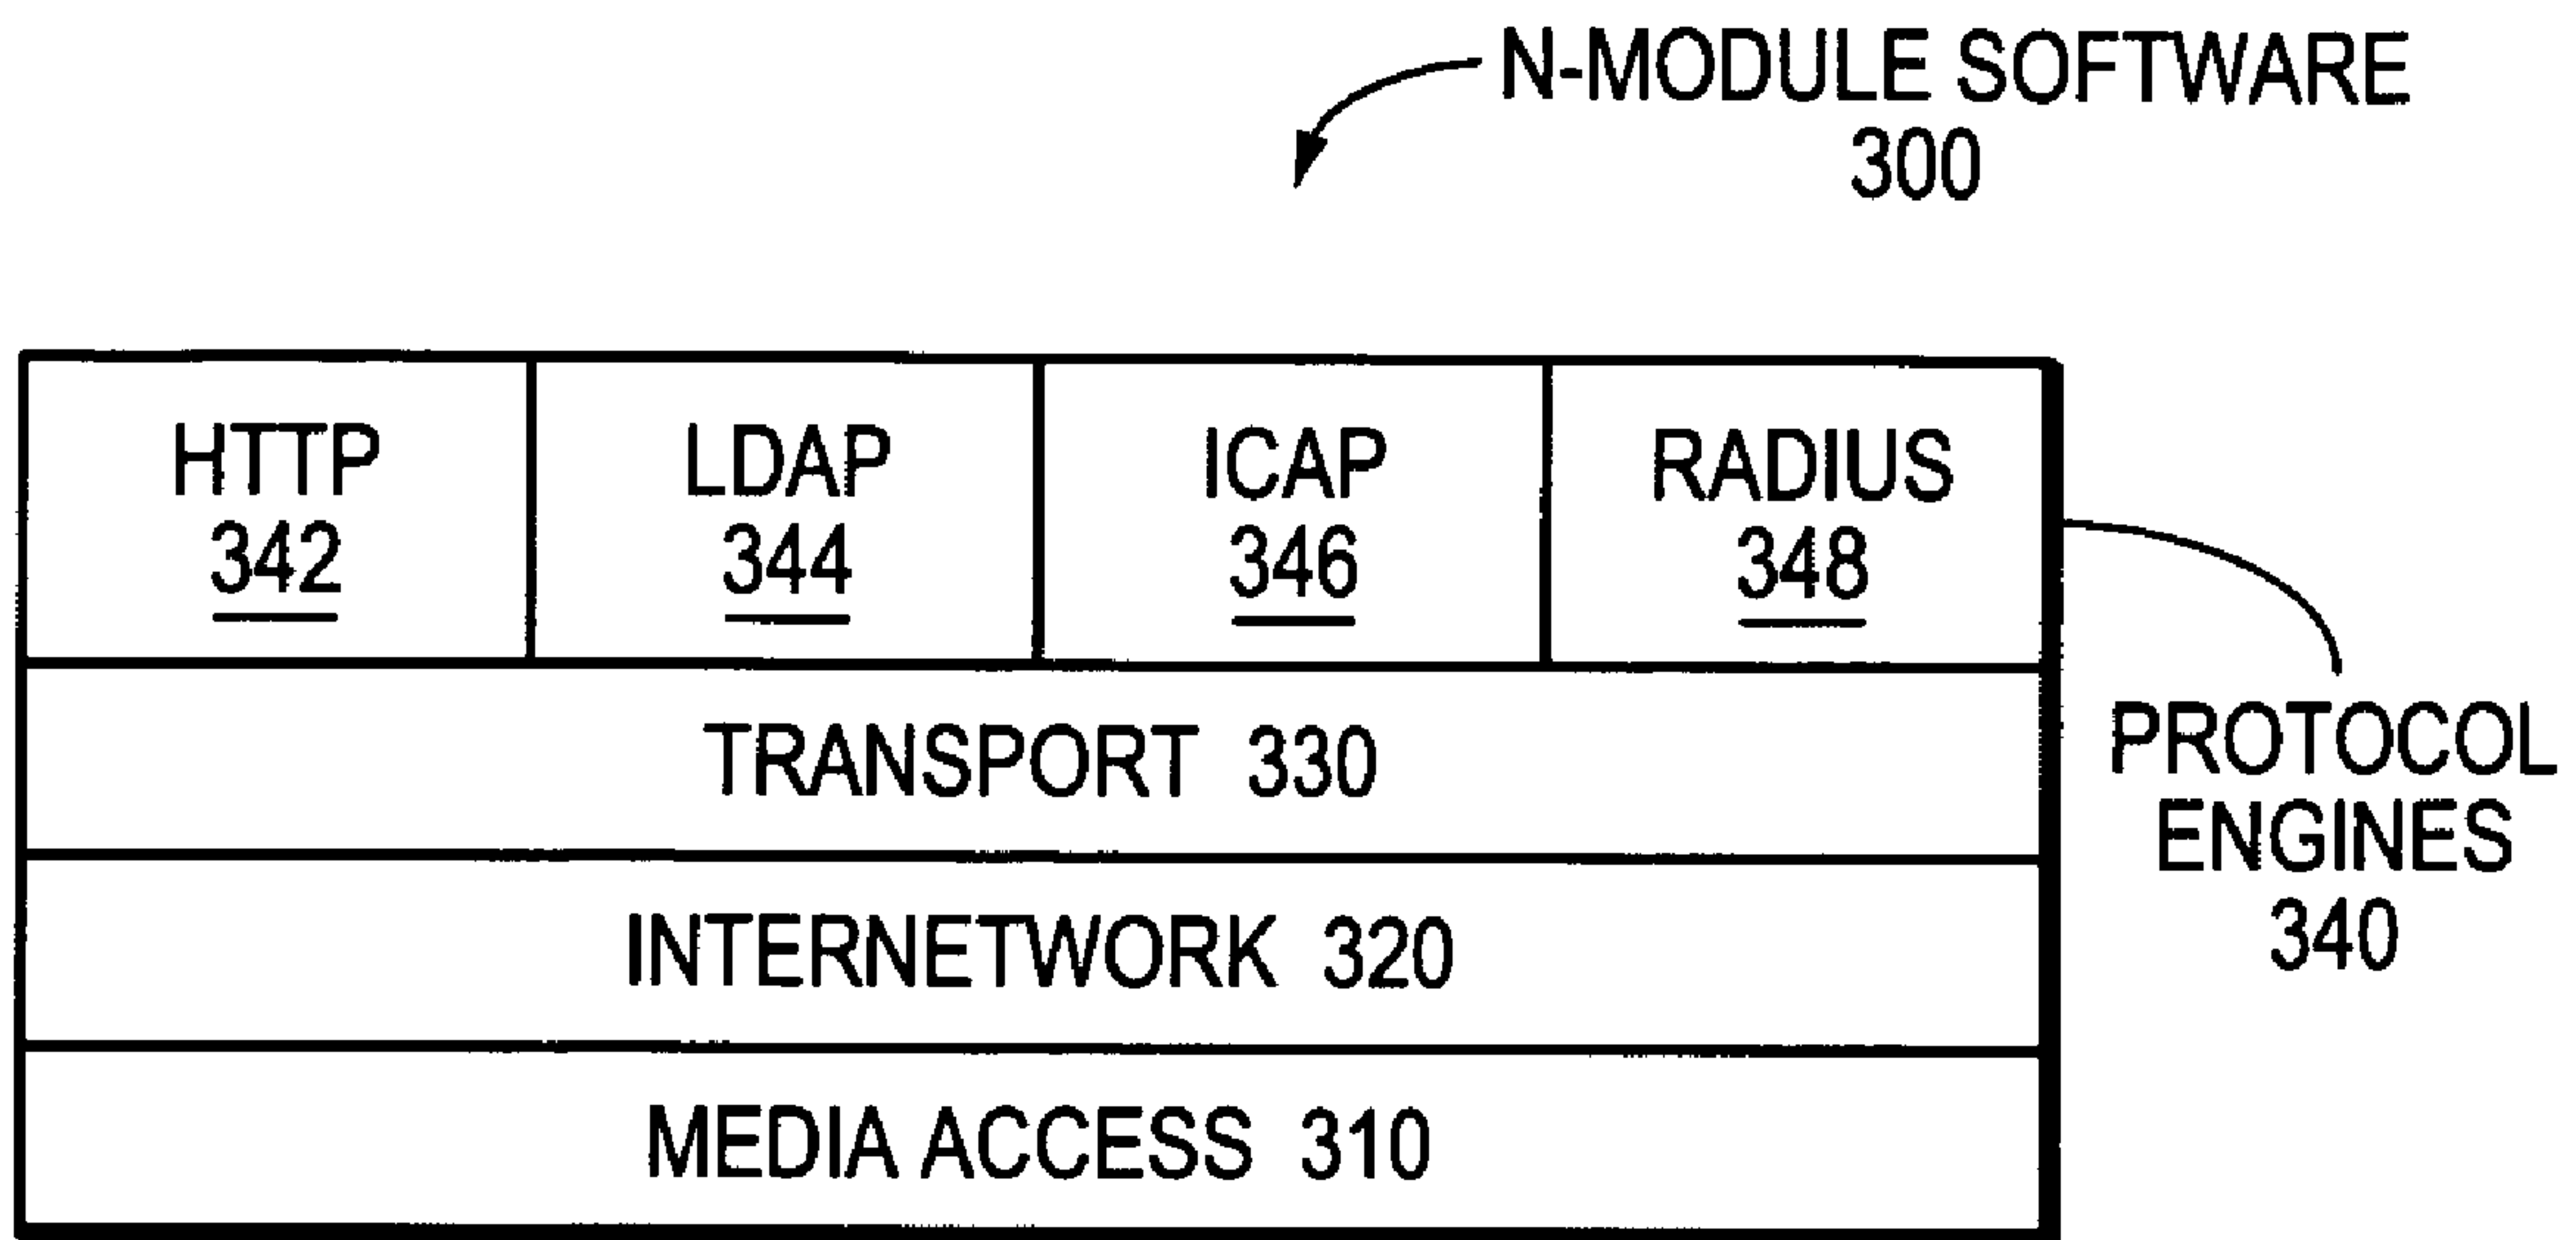 N-MODULE SOFTWARE
300
HTTP
342
LDAP
344
ICAP
346
RADIUS
348
TRANSPORT 330
INTERNETWORK 320
MEDIA ACCESS 310
PROTOCOL
ENGINES
340